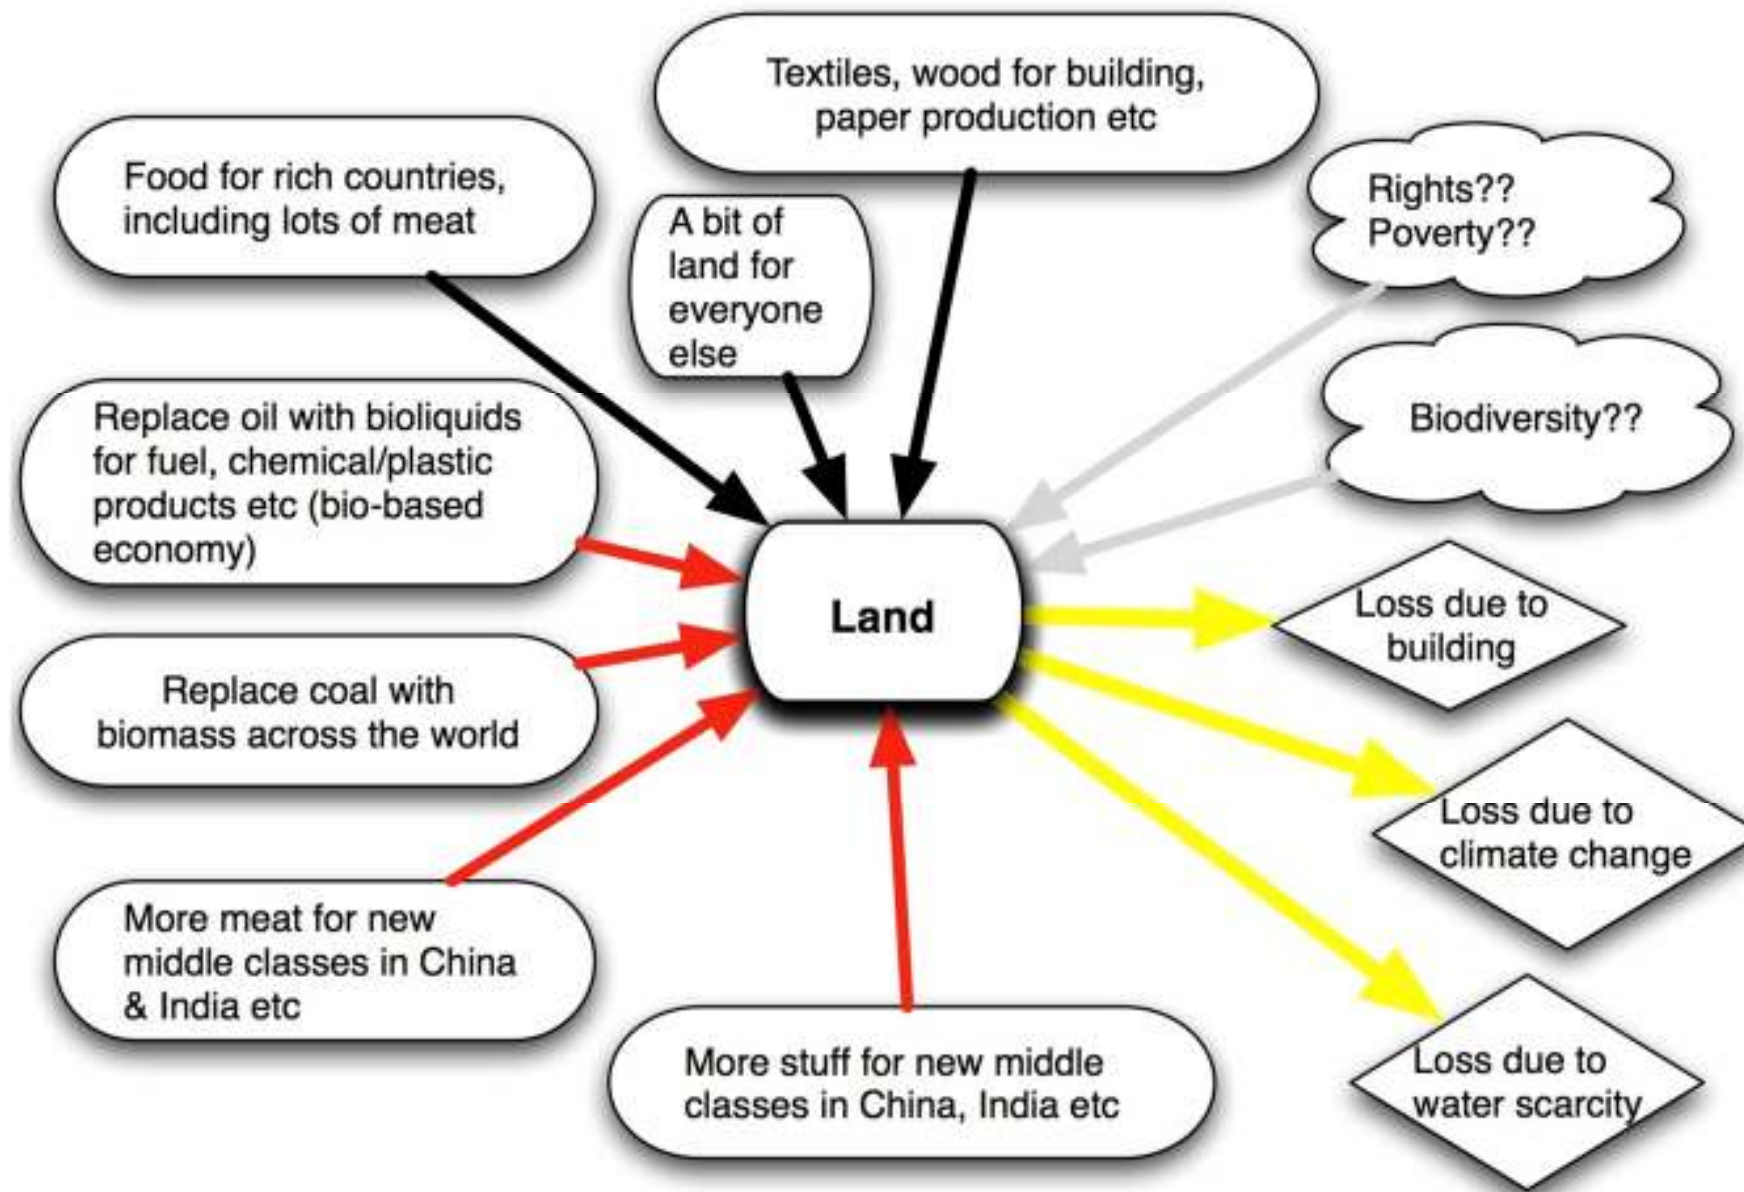 Textiles, wood for building,
paper production etc
Food for rich countries,
including lots of meat
A bit of
land for
everyone
else
Rights??
Poverty??
Biodiversity??
Replace oil with bioliquids
for fuel, chemical/plastic
products etc (bio-based
economy)
Land
Loss due to
building
Replace coal with
biomass across the world
Loss due to
climate change
More meat for new
middle classes in China
& India etc
More stuff for new middle
classes in China, India etc
Loss due to
water scarcity